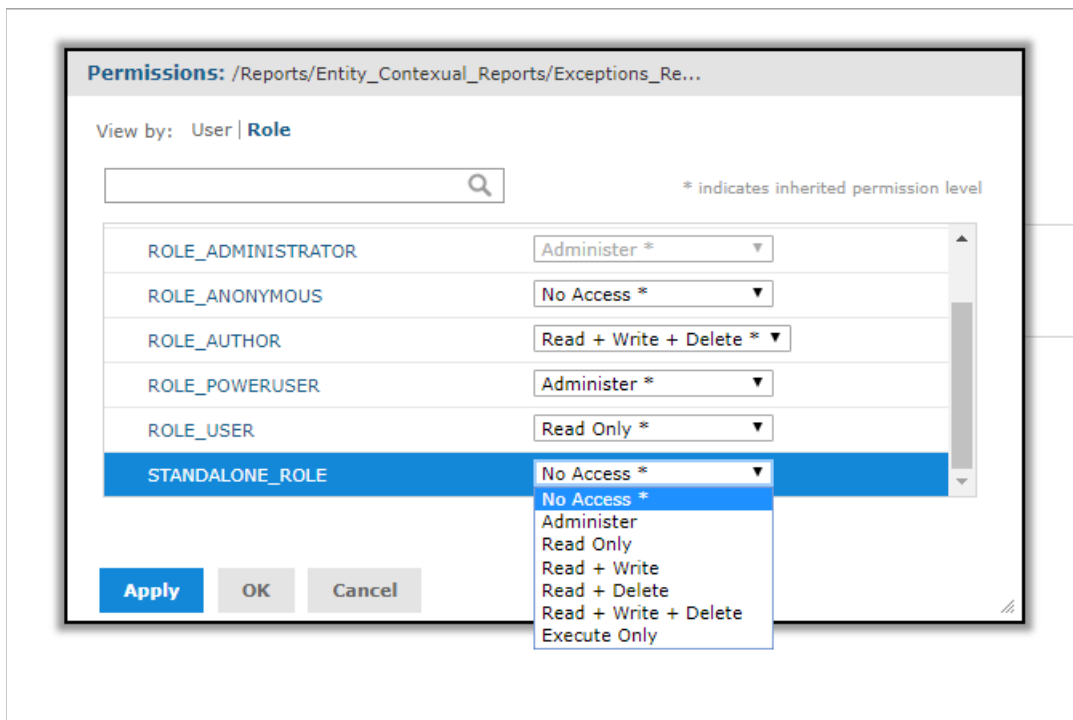 Permissions: /Reports/Entity_Contexual_Reports/Exceptions_Re...
View by: User | Role
* indicates inherited permission level
ROLE_ADMINISTRATOR Administer *
ROLE_ANONYMOUS No Access *
ROLE_AUTHOR Read + Write + Delete *
ROLE_POWERUSER Administer *
ROLE_USER Read Only *
STANDALONE_ROLE No Access *
No Access *
Administer
Read Only
Read + Write
Read + Delete
Read + Write + Delete
Execute Only
Apply OK Cancel